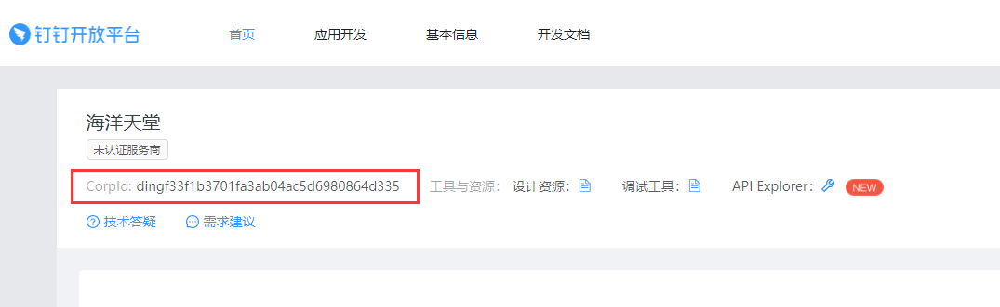 钉钉开放平台 首页 应用开发 基本信息 开发文档
海洋天堂
未认证服务商
CorpId: dingf33f1b3701fa3ab04ac5d6980864d335 工具与资源: 设计资源: 调试工具: API Explorer: NEW
技术答疑 需求建议